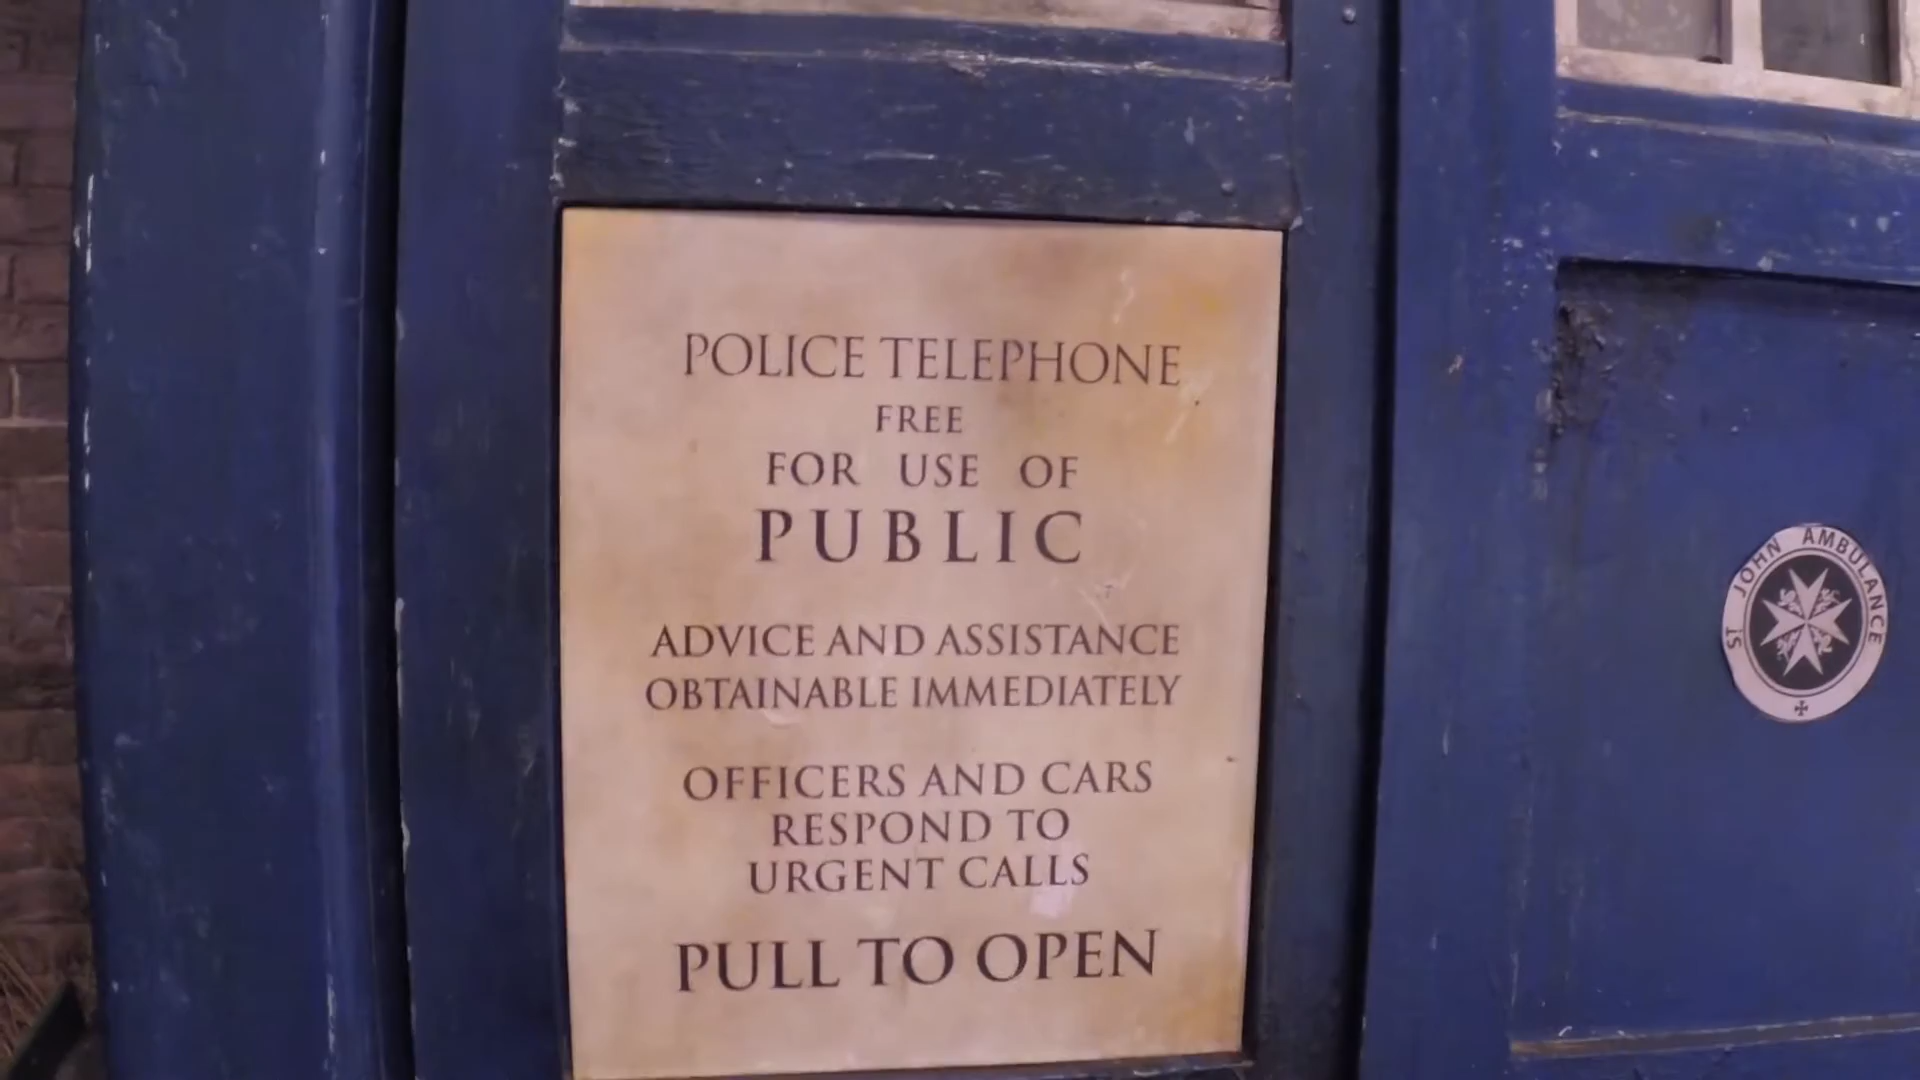 POLICE TELEPHONE
FREE
FOR USE OF
PUBLIC
ADVICE AND ASSISTANCE
OBTAINABLE IMMEDIATELY
OFFICERS AND CARS
RESPOND TO
URGENT CALLS
PULL TO OPEN
ST JOHN AMBULANCE